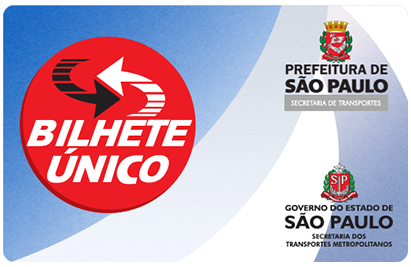 BILHETE
ÚNICO
PREFEITURA DE
SÃO PAULO
SECRETARIA DE TRANSPORTES
SP
GOVERNO DO ESTADO DE
SÃO PAULO
SECRETARIA DOS
TRANSPORTES METROPOLITANOS